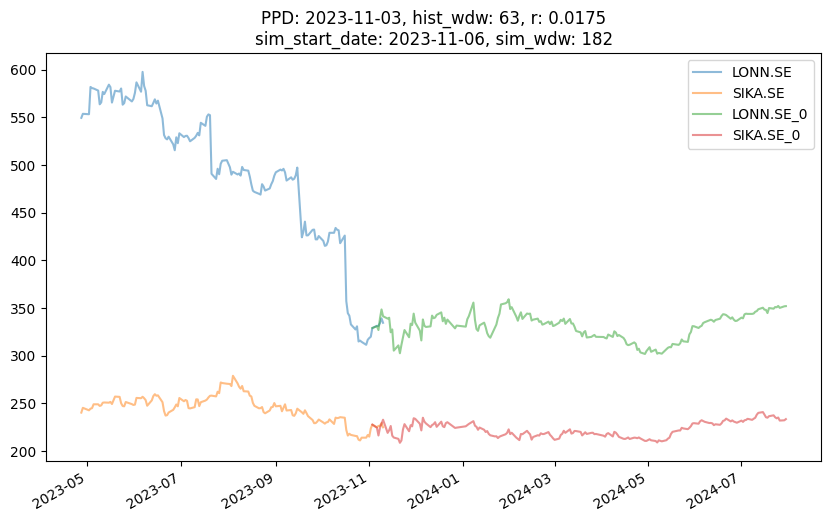 PPD: 2023-11-03, hist_wdw: 63, r: 0.0175
sim_start_date: 2023-11-06, sim_wdw: 182
LONN.SE
SIKA.SE
LONN.SE_0
SIKA.SE_0
600
550
500
450
400
350
300
250
200
2023-05
2023-07
2023-09
2023-11
2024-01
2024-03
2024-05
2024-07